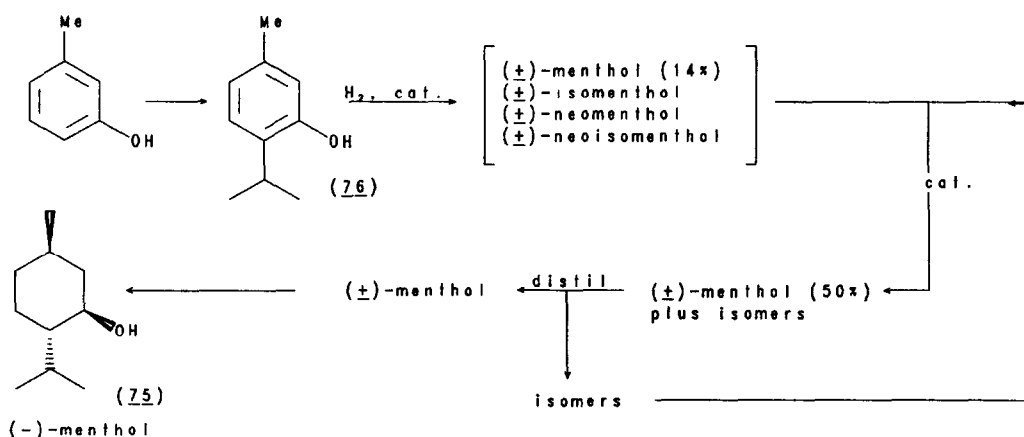 Me
OH
Me
OH
(76)
H2, cat.
(±)-menthol (14%)
(±)-isomenthol
(±)-neomenthol
(±)-neoisomenthol
cat.
OH
(75)
(-)-menthol
(±)-menthol
distil
(±)-menthol (50%)
plus isomers
isomers